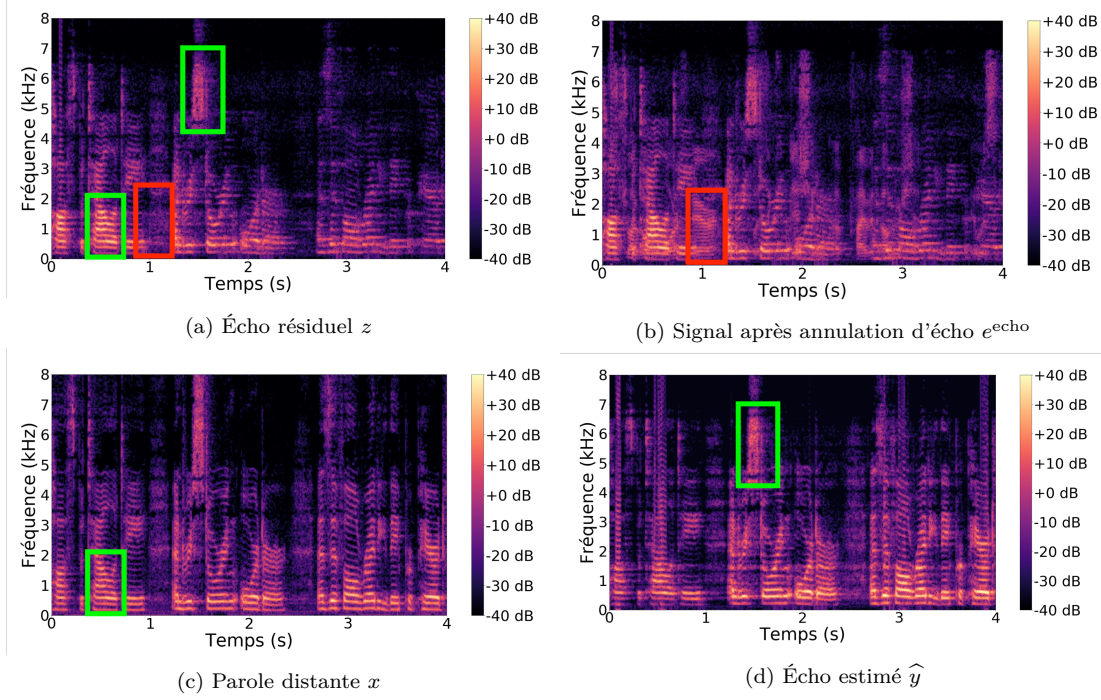 8
7
6
5
4
3
2
1
0
Fréquence (kHz)
0 1 2 3 4
Temps (s)
+40 dB
+30 dB
+20 dB
+10 dB
+0 dB
-10 dB
-20 dB
-30 dB
-40 dB
(a) Écho résiduel z
8
7
6
5
4
3
2
1
0
Fréquence (kHz)
0 1 2 3 4
Temps (s)
+40 dB
+30 dB
+20 dB
+10 dB
+0 dB
-10 dB
-20 dB
-30 dB
-40 dB
(b) Signal après annulation d'écho e^echo
8
7
6
5
4
3
2
1
0
Fréquence (kHz)
0 1 2 3 4
Temps (s)
+40 dB
+30 dB
+20 dB
+10 dB
+0 dB
-10 dB
-20 dB
-30 dB
-40 dB
(c) Parole distante x
8
7
6
5
4
3
2
1
0
Fréquence (kHz)
0 1 2 3 4
Temps (s)
+40 dB
+30 dB
+20 dB
+10 dB
+0 dB
-10 dB
-20 dB
-30 dB
-40 dB
(d) Écho estimé ŷ